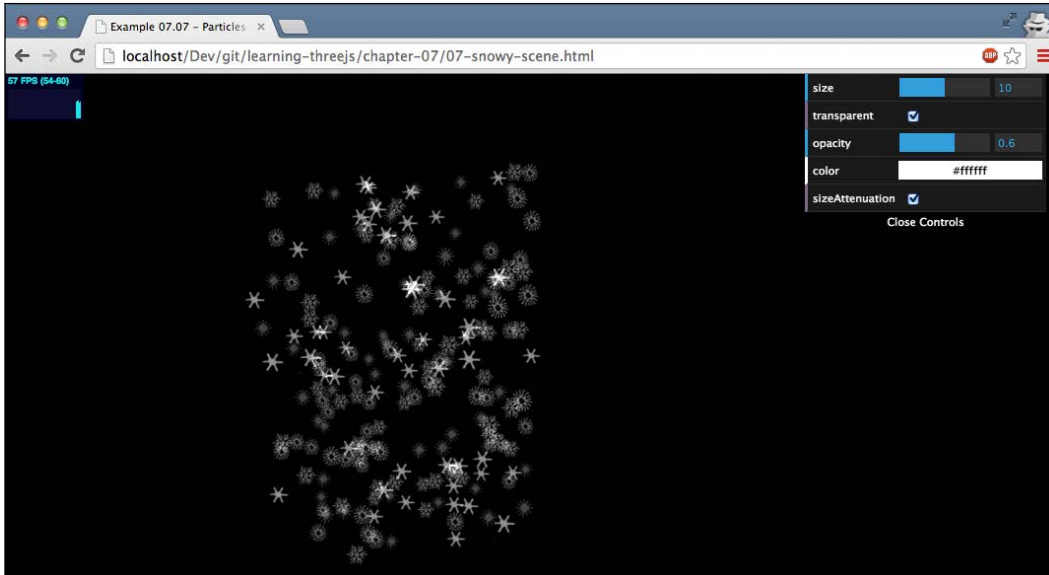 Example 07.07 - Particles
localhost/Dev/git/learning-threejs/chapter-07/07-snowy-scene.html
ABP
57 FPS (54-60)
size 10
transparent
opacity 0.6
color #ffffff
sizeAttenuation
Close Controls